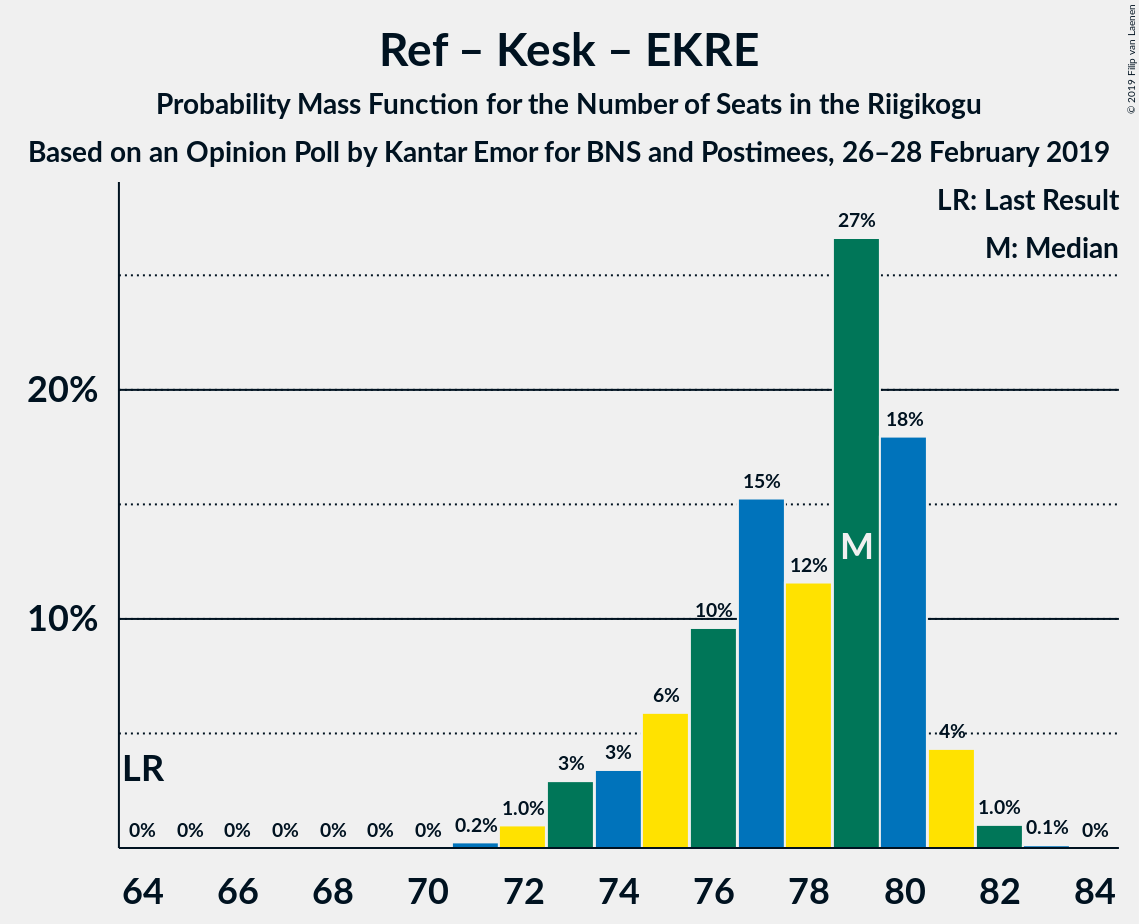 Ref – Kesk – EKRE
Probability Mass Function for the Number of Seats in the Riigikogu
Based on an Opinion Poll by Kantar Emor for BNS and Postimees, 26–28 February 2019
© 2019 Filip van Laenen
LR: Last Result
M: Median
20%
10%
LR
0%
0%
0%
0%
0%
0%
0%
0.2%
1.0%
3%
3%
6%
10%
15%
12%
27%
M
18%
4%
1.0%
0.1%
0%
64 66 68 70 72 74 76 78 80 82 84